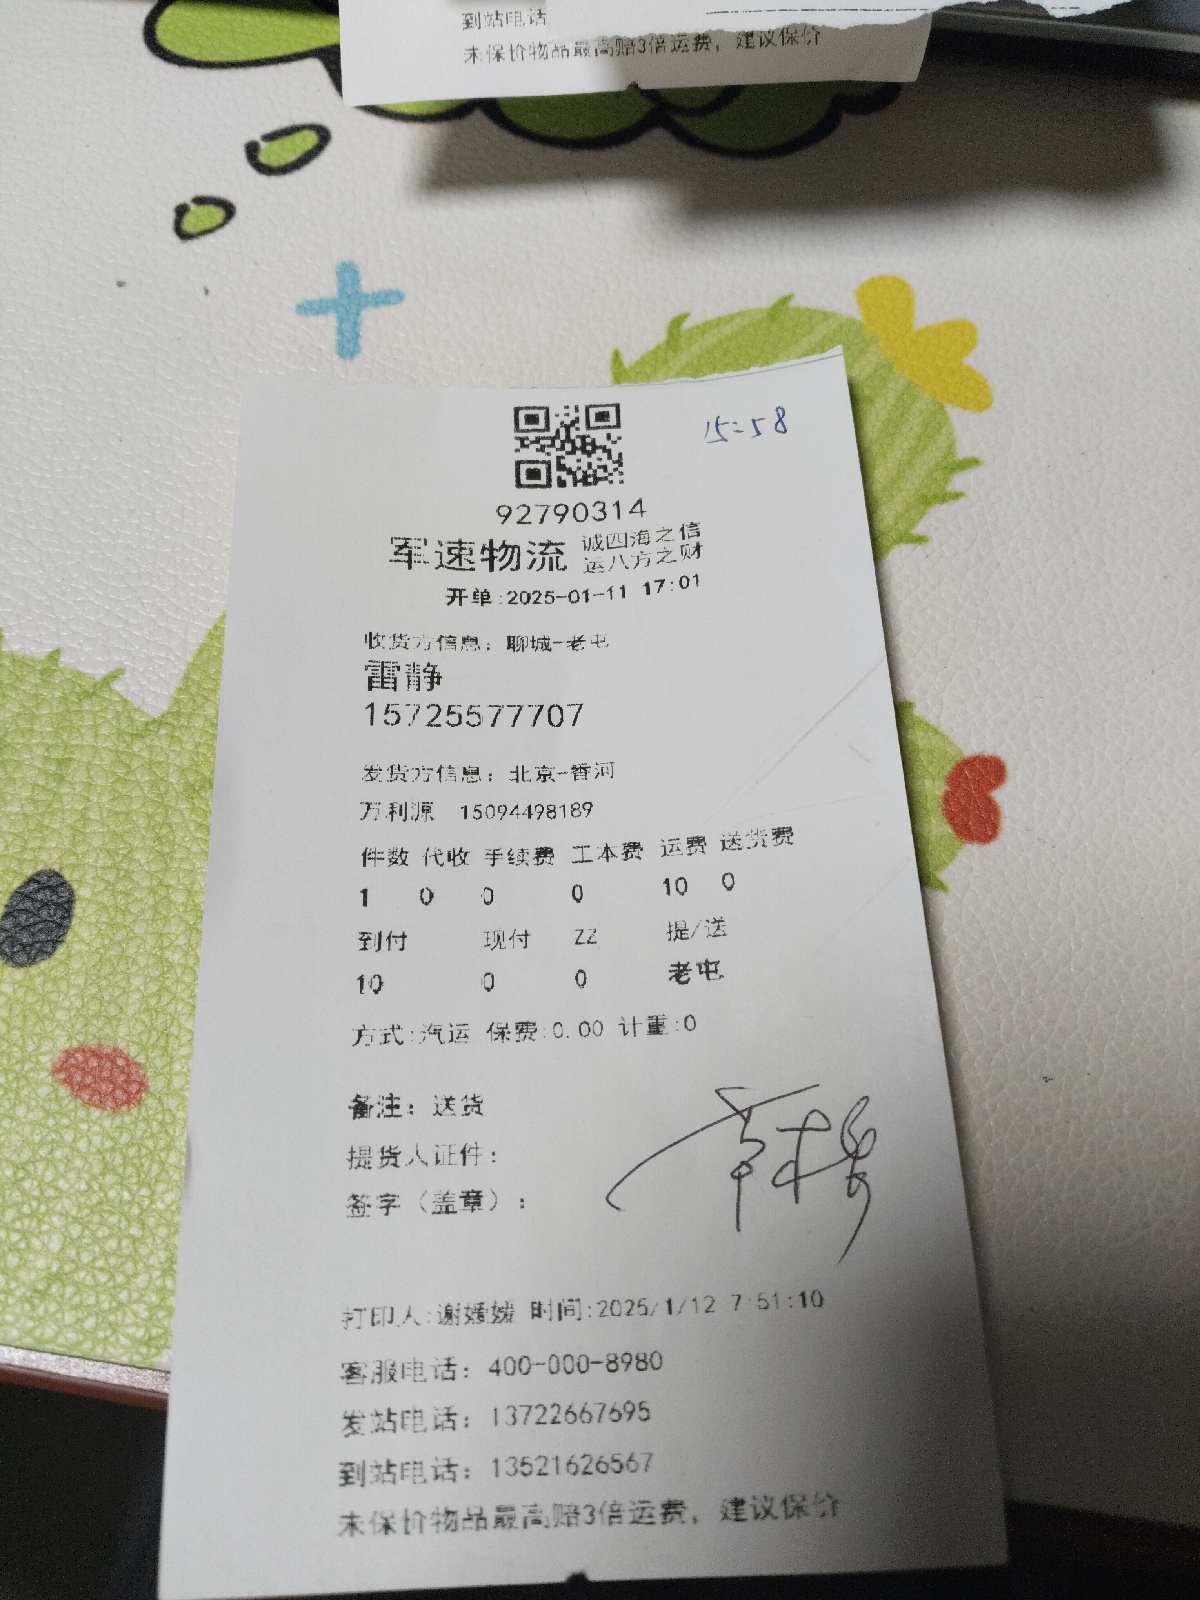 到站电话
未保价物品最高赔3倍运费，建议保价
15:58
92790314
军速物流 诚四海之信
运八方之财
开单:2025-01-11 17:01
收货方信息：聊城-老屯
雷静
15725577707
发货方信息：北京-香河
万利源 15094498189
件数 代收 手续费 工本费 运费 送货费
1 0 0 0 10 0
到付 现付 ZZ 提/送
10 0 0 老屯
方式:汽运 保费:0.00 计重:0
备注：送货
提货人证件：
签字（盖章）：
打印人:谢媛媛 时间:2025/1/12 7:51:10
客服电话：400-000-8980
发站电话：13722667695
到站电话：13521626567
未保价物品最高赔3倍运费，建议保价